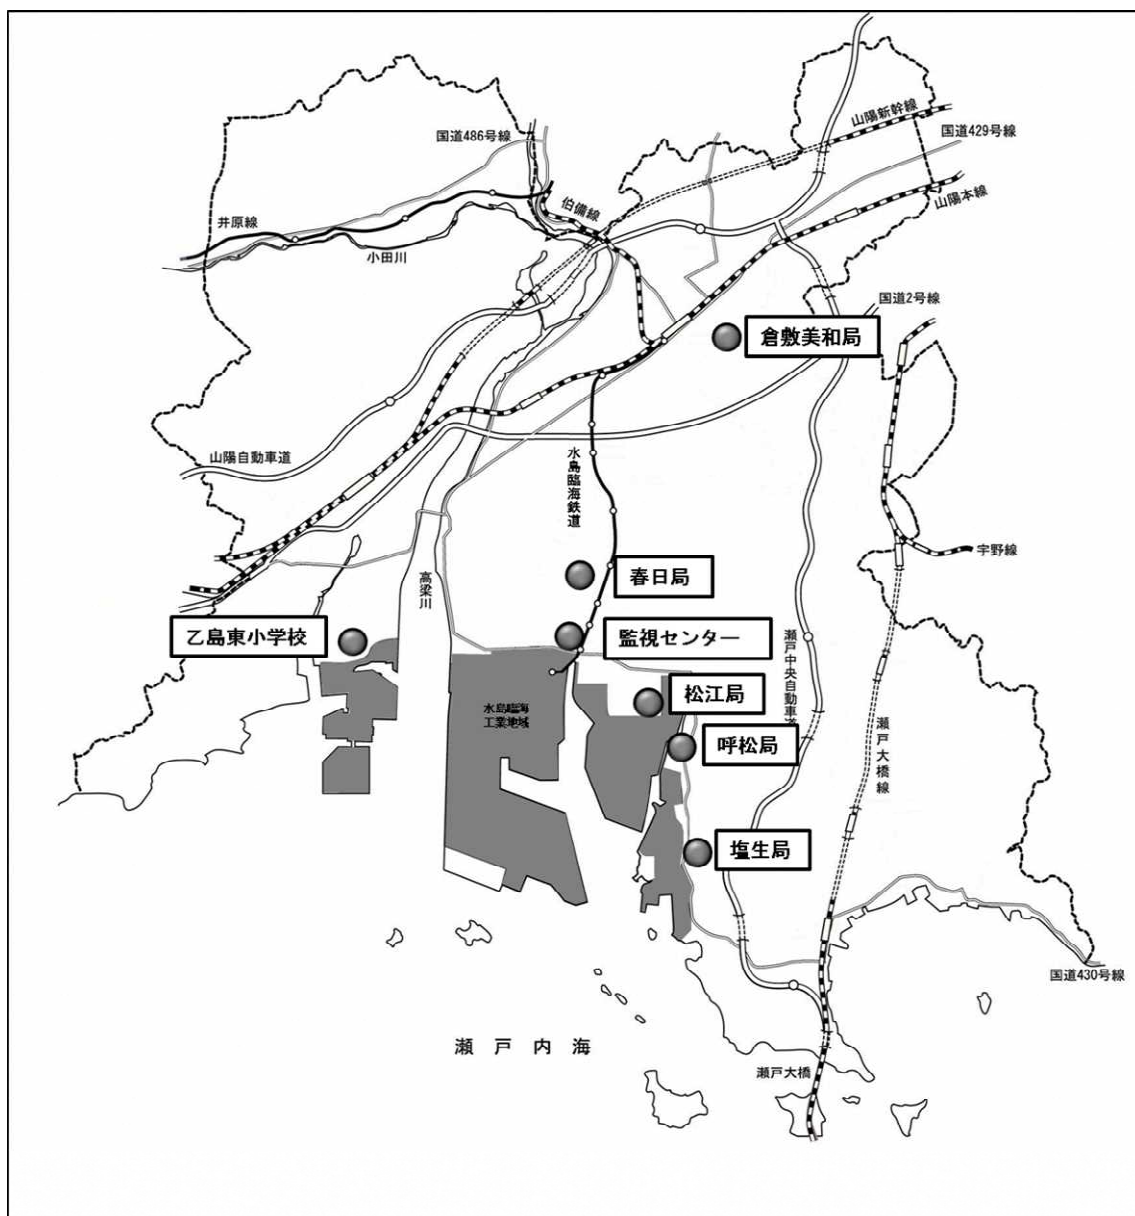 山陽新幹線
国道429号線
国道486号線
伯備線
山陽本線
井原線
小田川
国道2号線
倉敷美和局
山陽自動車道
水島臨海鉄道
宇野線
高梁川
春日局
乙島東小学校
監視センター
瀬戸中央自動車道
松江局
水島臨海
工業地域
呼松局
瀬戸大橋線
塩生局
国道430号線
瀬戸内海
瀬戸大橋